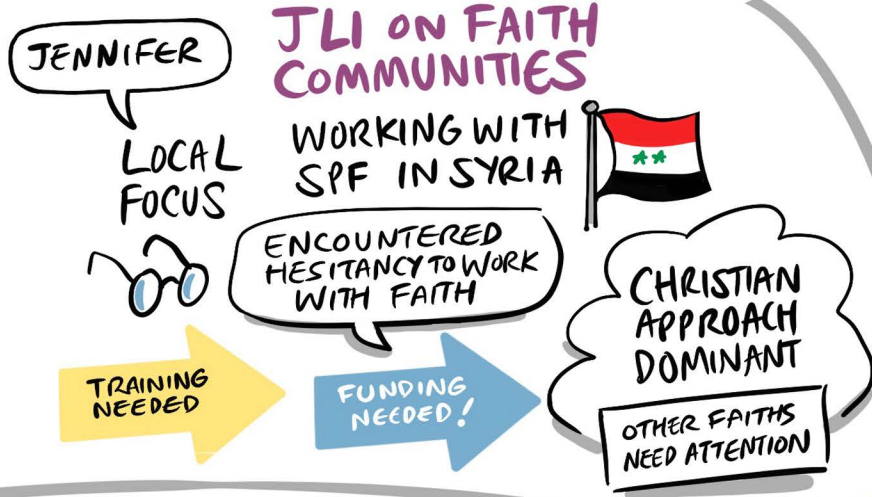 JENNIFER
JLI ON FAITH
COMMUNITIES
LOCAL
FOCUS
WORKING WITH
SPF IN SYRIA
ENCOUNTERED
HESITANCY TO WORK
WITH FAITH
TRAINING
NEEDED
FUNDING
NEEDED!
CHRISTIAN
APPROACH
DOMINANT
OTHER FAITHS
NEED ATTENTION